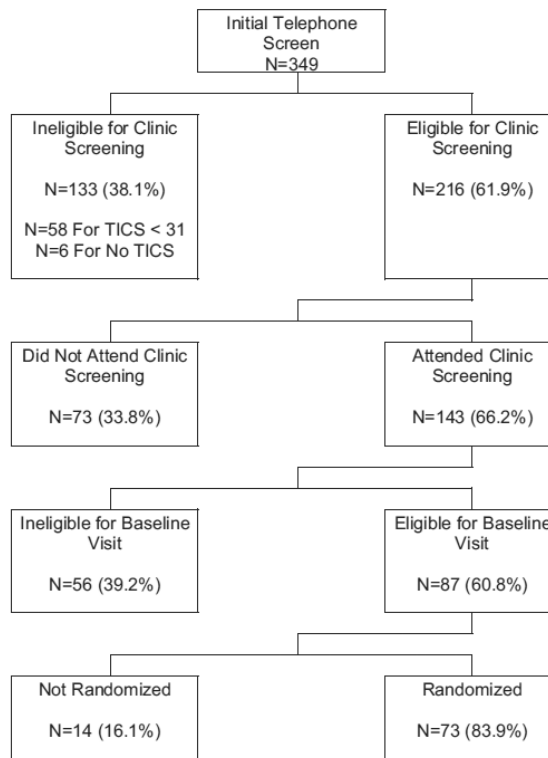 Initial Telephone
Screen
N=349
Ineligible for Clinic
Screening
N=133 (38.1%)
N=58 For TICS < 31
N=6 For No TICS
Eligible for Clinic
Screening
N=216 (61.9%)
Did Not Attend Clinic
Screening
N=73 (33.8%)
Attended Clinic
Screening
N=143 (66.2%)
Ineligible for Baseline
Visit
N=56 (39.2%)
Eligible for Baseline
Visit
N=87 (60.8%)
Not Randomized
N=14 (16.1%)
Randomized
N=73 (83.9%)